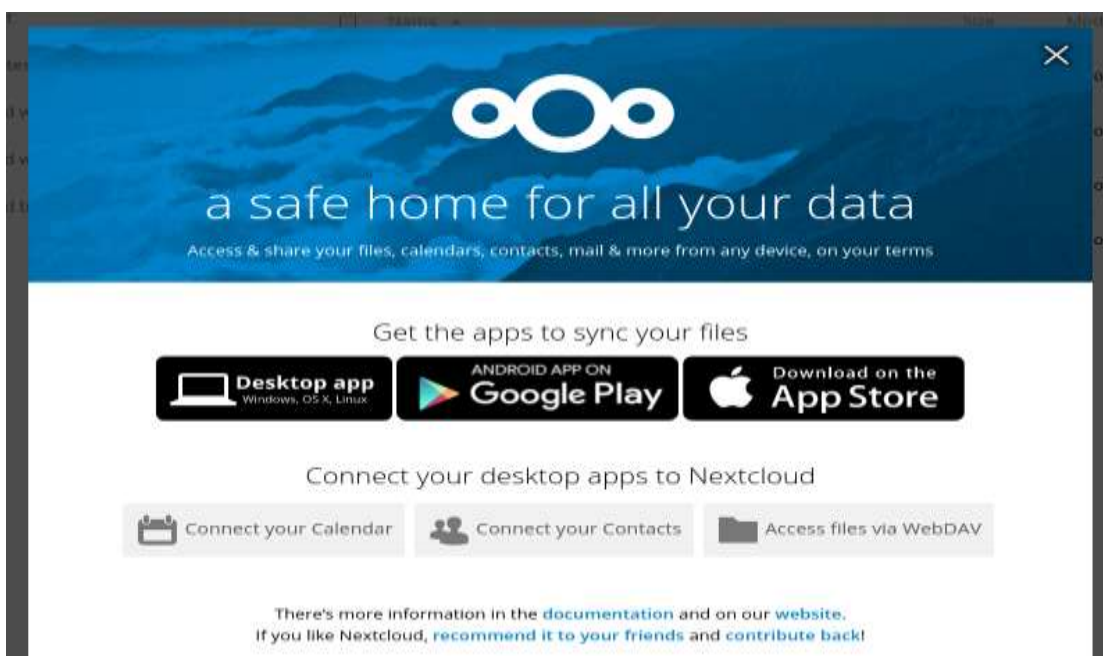 a safe home for all your data
Access & share your files, calendars, contacts, mail & more from any device, on your terms
Get the apps to sync your files
Desktop app
Windows, OS X, Linux
ANDROID APP ON
Google Play
Download on the
App Store
Connect your desktop apps to Nextcloud
Connect your Calendar
Connect your Contacts
Access files via WebDAV
There's more information in the documentation and on our website.
If you like Nextcloud, recommend it to your friends and contribute back!